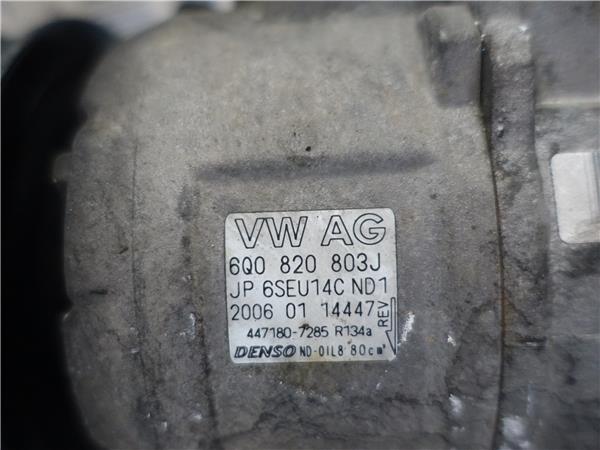 VW AG
6Q0 820 803J
JP 6SEU14C ND1
2006 01 14447
REV
447180-7285 R134a
DENSO ND-OIL8 80cm³